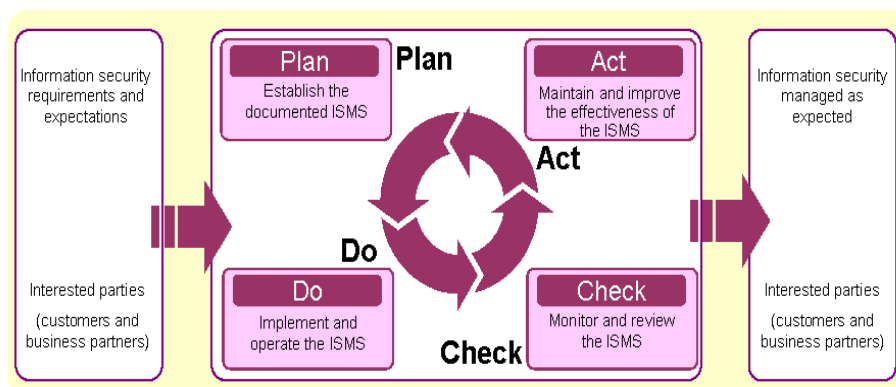 Information security
requirements and
expectations
Interested parties
(customers and
business partners)
Plan
Establish the
documented ISMS
Plan
Act
Maintain and improve
the effectiveness of
the ISMS
Act
Do
Do
Implement and
operate the ISMS
Check
Check
Monitor and review
the ISMS
Information security
managed as
expected
Interested parties
(customers and
business partners)